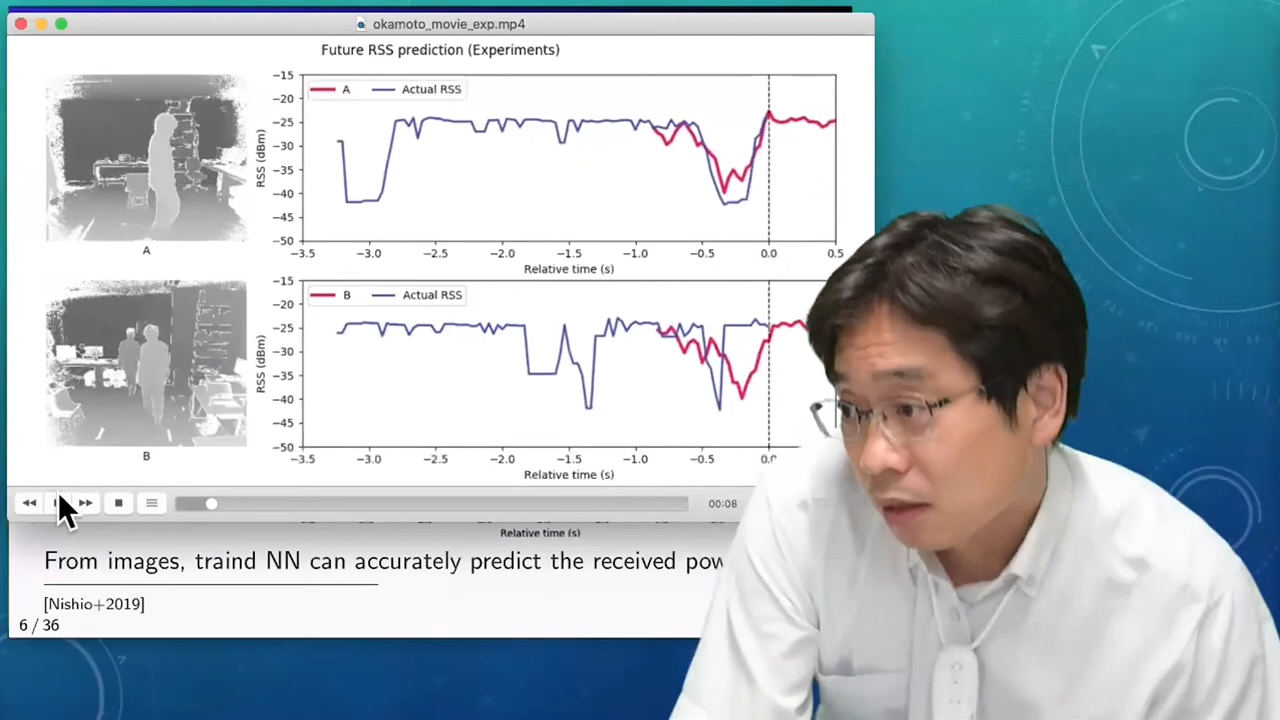 okamoto_movie_exp.mp4
Future RSS prediction (Experiments)
A Actual RSS
RSS (dBm)
−15
−20
−25
−30
−35
−40
−45
−50
−3.5 −3.0 −2.5 −2.0 −1.5 −1.0 −0.5 0.0 0.5
Relative time (s)
A
B Actual RSS
RSS (dBm)
−15
−20
−25
−30
−35
−40
−45
−50
−3.5 −3.0 −2.5 −2.0 −1.5 −1.0 −0.5 0.0
Relative time (s)
B
00:08
Relative time (s)
From images, traind NN can accurately predict the received pow
[Nishio+2019]
6 / 36